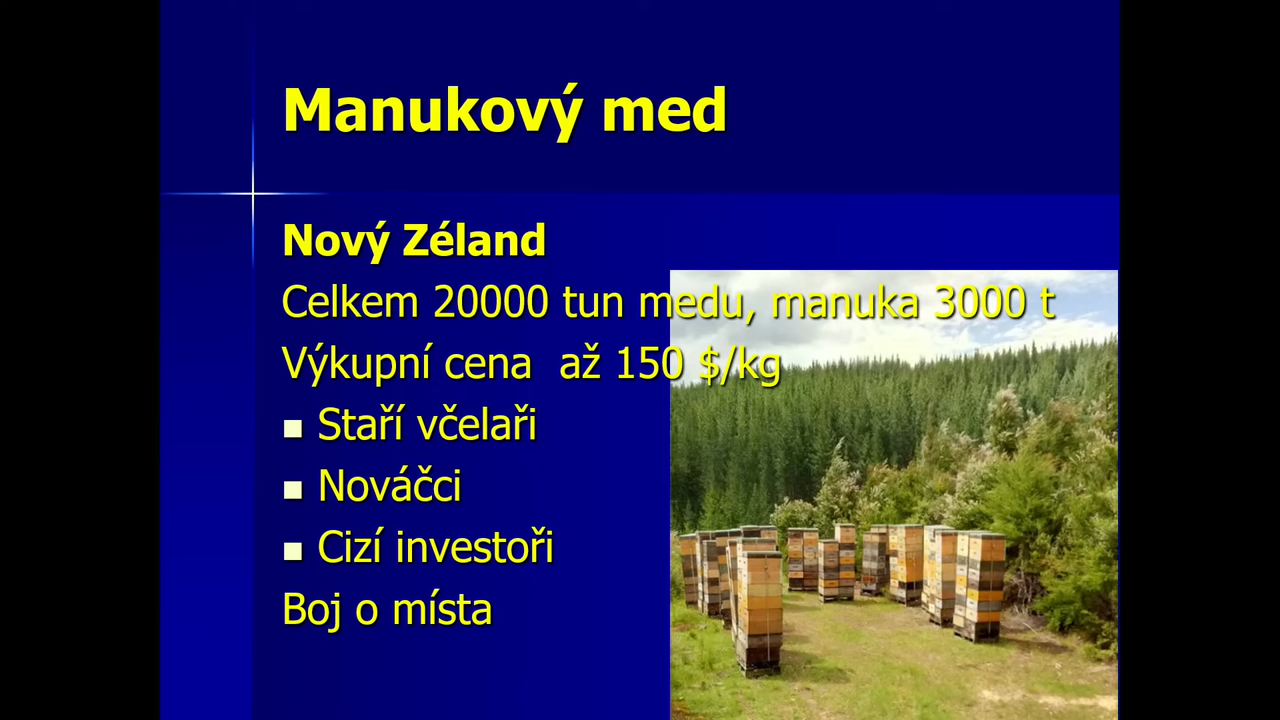 Manukový med
Nový Zéland
Celkem 20000 tun medu, manuka 3000 t
Výkupní cena  až 150 $/kg
Staří včelaři
Nováčci
Cizí investoři
Boj o místa